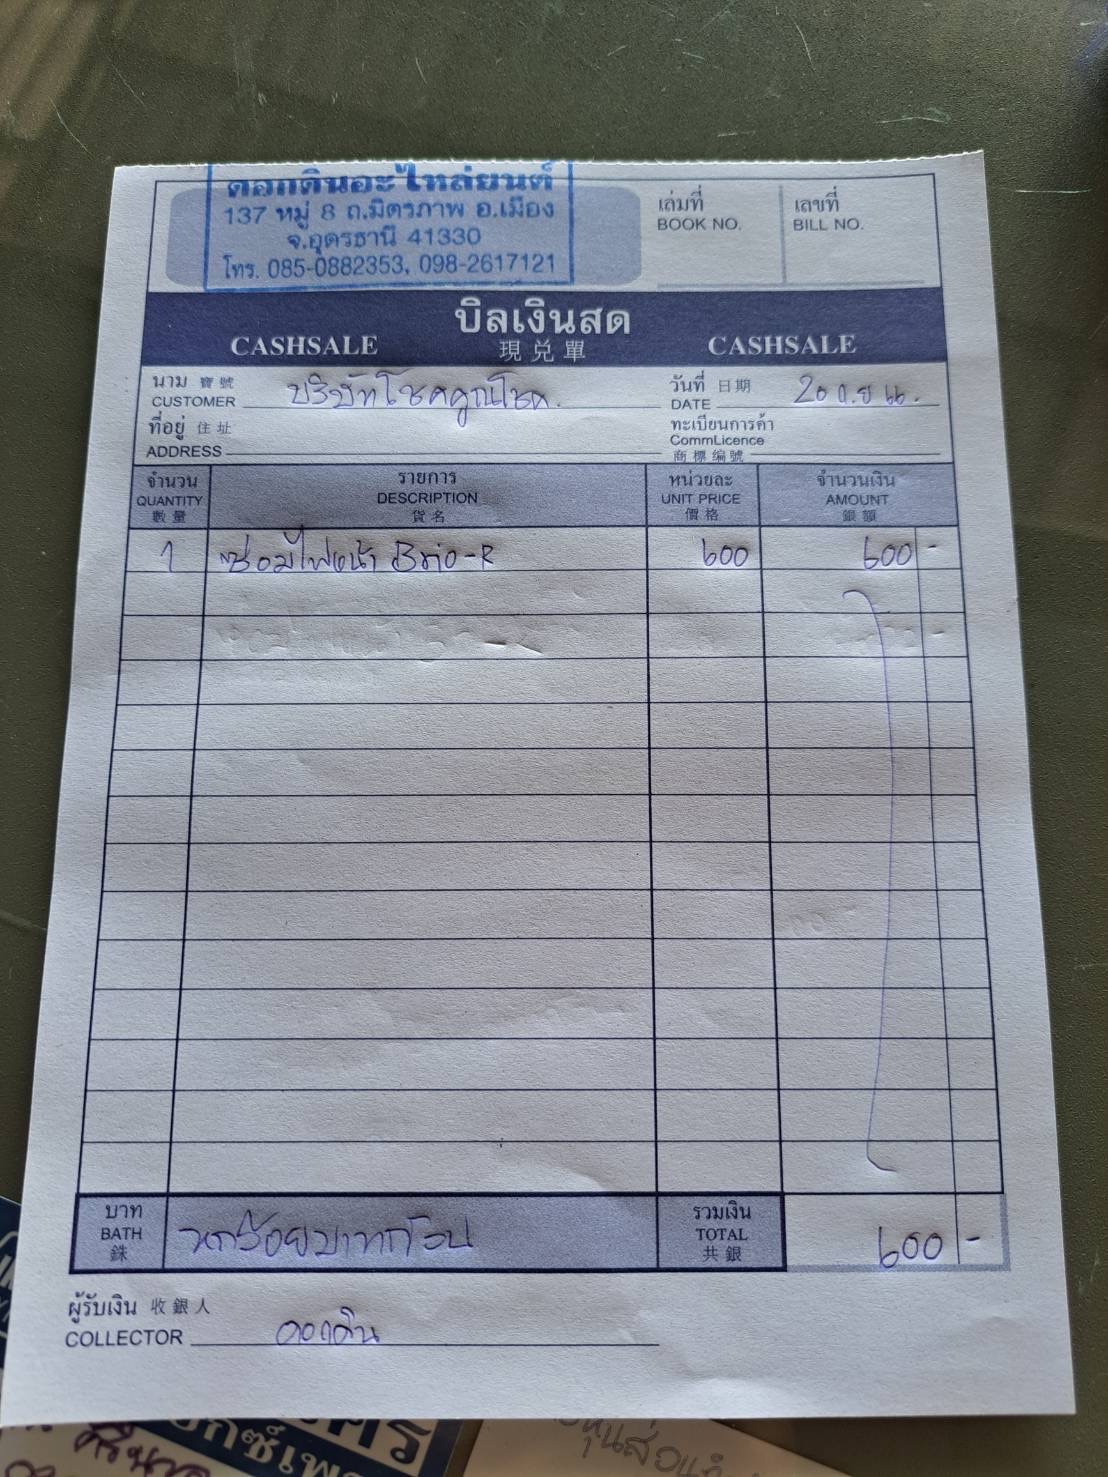 ดอกดินอะไหล่ยนต์
137 หมู่ 8 ถ.มิตรภาพ อ.เมือง
จ.อุดรธานี 41330
โทร. 085-0882353, 098-2617121
เล่มที่ เลขที่
BOOK NO. BILL NO.
บิลเงินสด
CASHSALE 現兑單 CASHSALE
นาม 寶號 วันที่ 日期
CUSTOMER บริษัทโชคคูณโชค. DATE 20 ก.ย 66.
ที่อยู่ 住址 ทะเบียนการค้า
ADDRESS CommLicence
商標编號
จำนวน รายการ หน่วยละ จำนวนเงิน
QUANTITY DESCRIPTION UNIT PRICE AMOUNT
數量 貨名 價格 銀額
1 ซ่อมไฟหน้า Brio-R 600 600 -
บาท รวมเงิน
BATH หกร้อยบาทถ้วน TOTAL 600 -
銖 共銀
ผู้รับเงิน 收銀人
COLLECTOR ดอกดิน